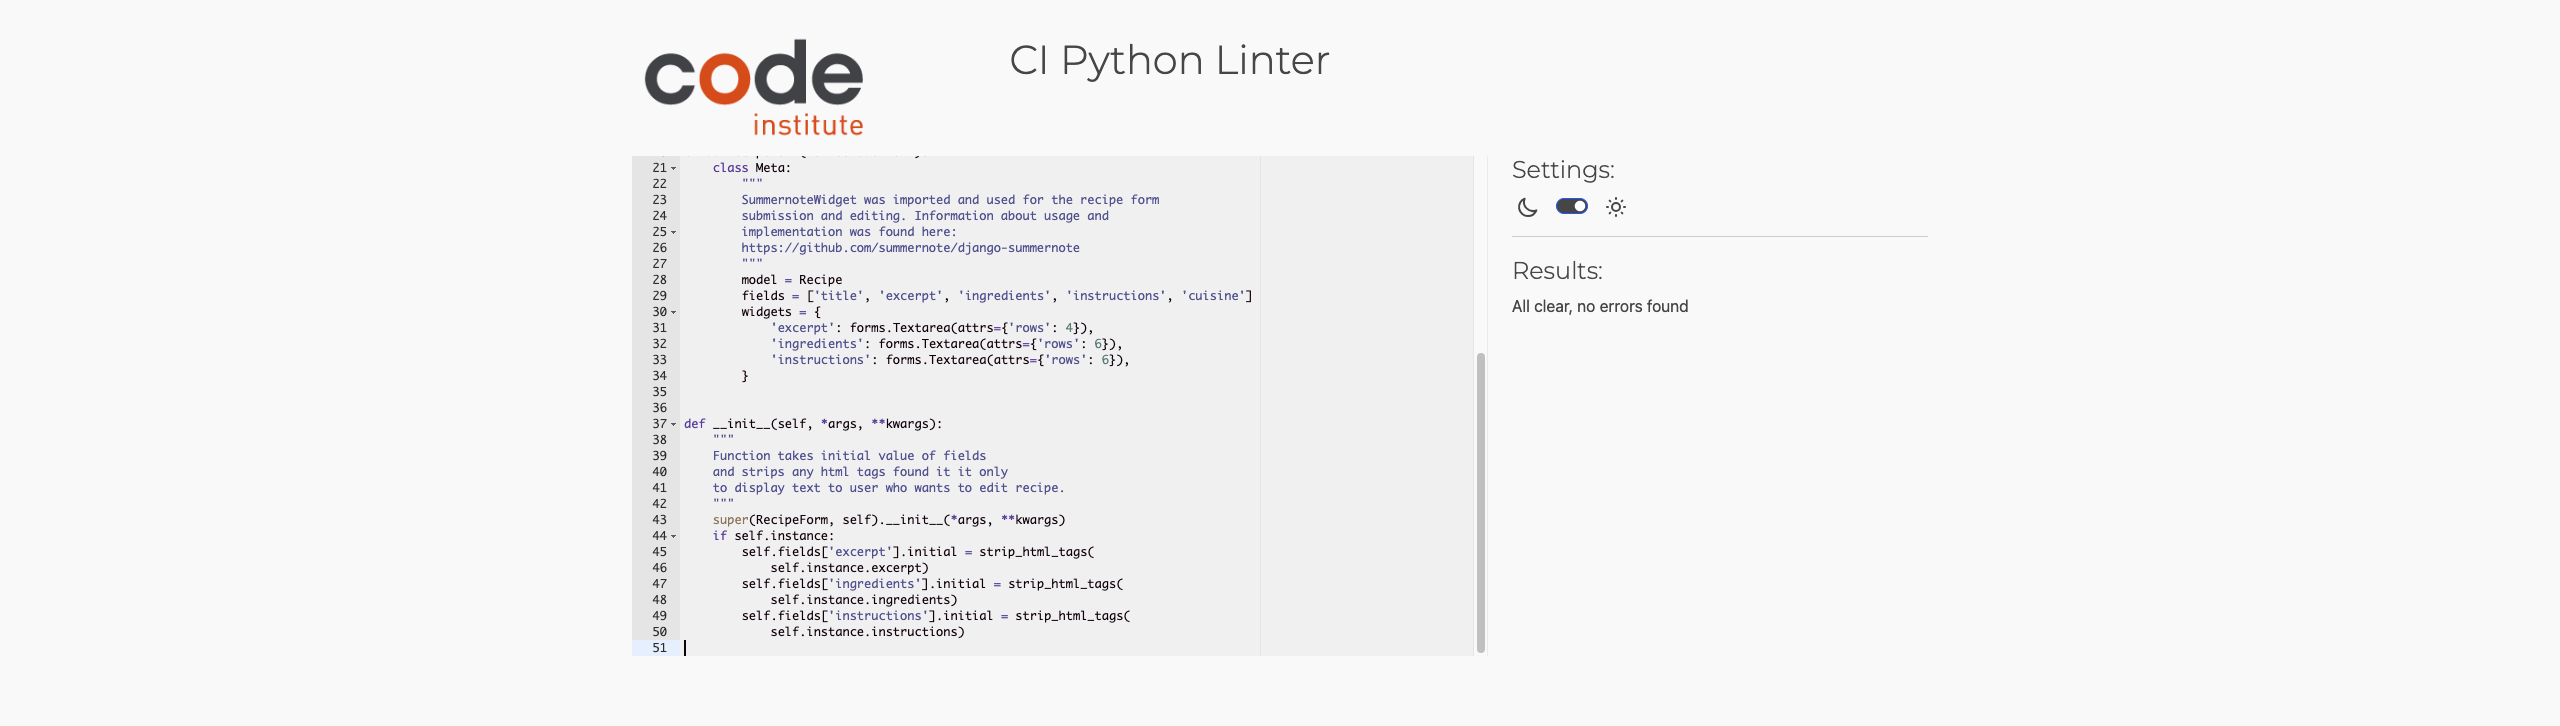 code
institute
CI Python Linter
21 class Meta:
22 """
23 SummernoteWidget was imported and used for the recipe form
24 submission and editing. Information about usage and
25 implementation was found here:
26 https://github.com/summernote/django-summernote
27 """
28 model = Recipe
29 fields = ['title', 'excerpt', 'ingredients', 'instructions', 'cuisine']
30 widgets = {
31 'excerpt': forms.Textarea(attrs={'rows': 4}),
32 'ingredients': forms.Textarea(attrs={'rows': 6}),
33 'instructions': forms.Textarea(attrs={'rows': 6}),
34 }
35
36
37 def __init__(self, *args, **kwargs):
38 """
39 Function takes initial value of fields
40 and strips any html tags found it it only
41 to display text to user who wants to edit recipe.
42 """
43 super(RecipeForm, self).__init__(*args, **kwargs)
44 if self.instance:
45 self.fields['excerpt'].initial = strip_html_tags(
46 self.instance.excerpt)
47 self.fields['ingredients'].initial = strip_html_tags(
48 self.instance.ingredients)
49 self.fields['instructions'].initial = strip_html_tags(
50 self.instance.instructions)
51
Settings:
Results:
All clear, no errors found